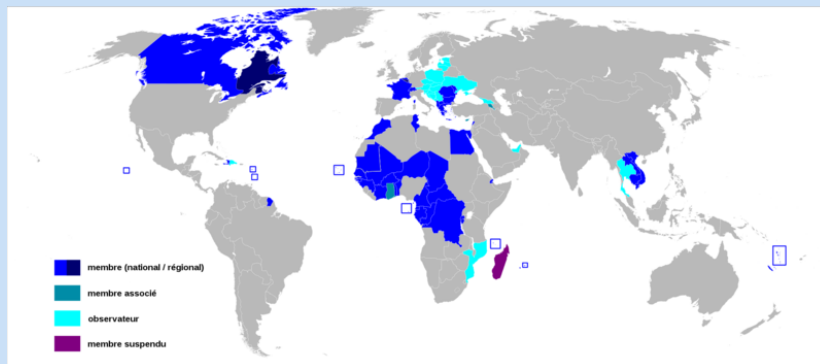 membre (national / régional)
membre associé
observateur
membre suspendu